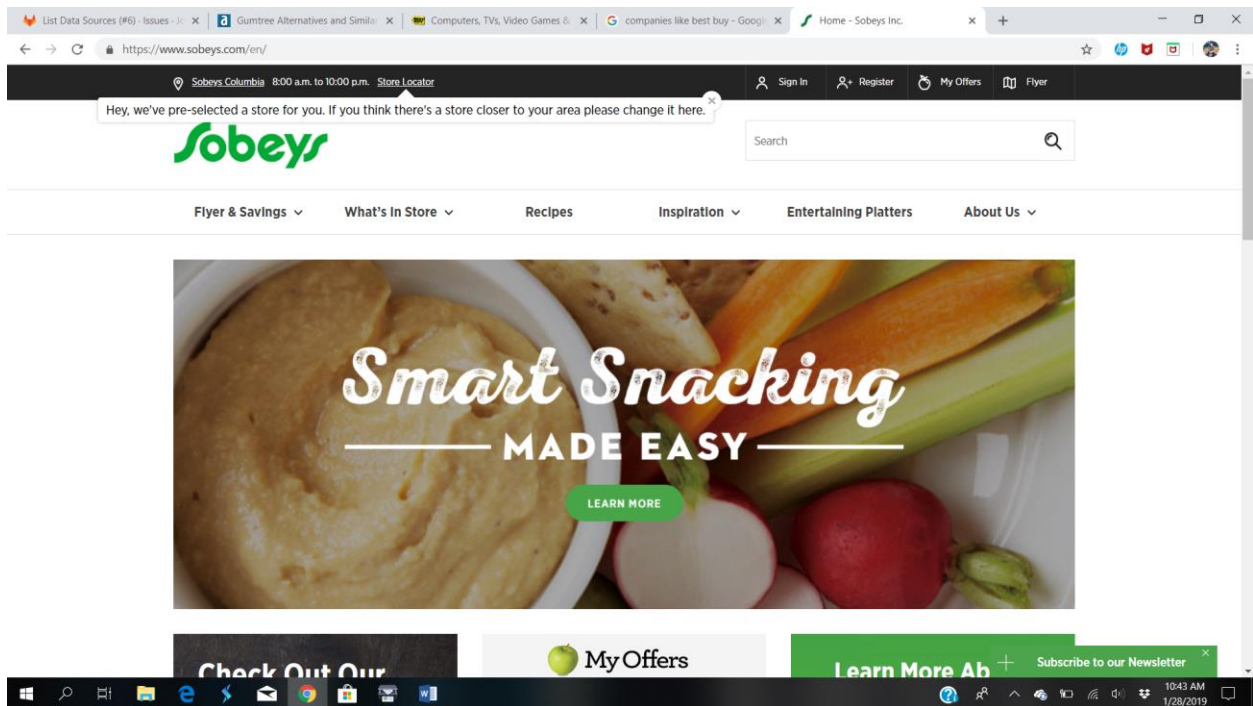 List Data Sources (#6) · Issues · Jo
Gumtree Alternatives and Simila
Computers, TVs, Video Games &
companies like best buy - Googl
Home - Sobeys Inc.
https://www.sobeys.com/en/
Sobeys Columbia 8:00 a.m. to 10:00 p.m. Store Locator
Sign In
Register
My Offers
Flyer
Hey, we've pre-selected a store for you. If you think there's a store closer to your area please change it here.
Sobeys
Search
Flyer & Savings
What's In Store
Recipes
Inspiration
Entertaining Platters
About Us
Smart Snacking
MADE EASY
LEARN MORE
Check Out Our
My Offers
Learn More Ab
Subscribe to our Newsletter
10:43 AM
1/28/2019